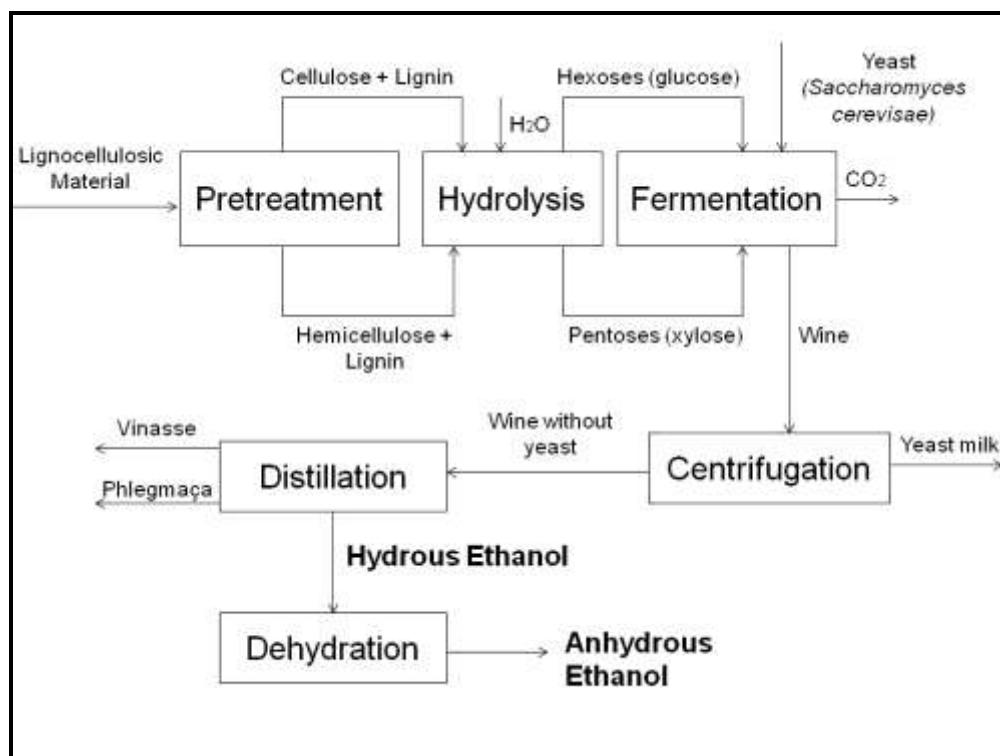 Cellulose + Lignin
Hexoses (glucose)
Yeast
(Saccharomyces
cerevisae)
H2O
Lignocellulosic
Material
Pretreatment
Hydrolysis
Fermentation
CO2
Hemicellulose +
Lignin
Pentoses (xylose)
Wine
Vinasse
Wine without
yeast
Yeast milk
Distillation
Centrifugation
Phlegmaça
Hydrous Ethanol
Dehydration
Anhydrous
Ethanol